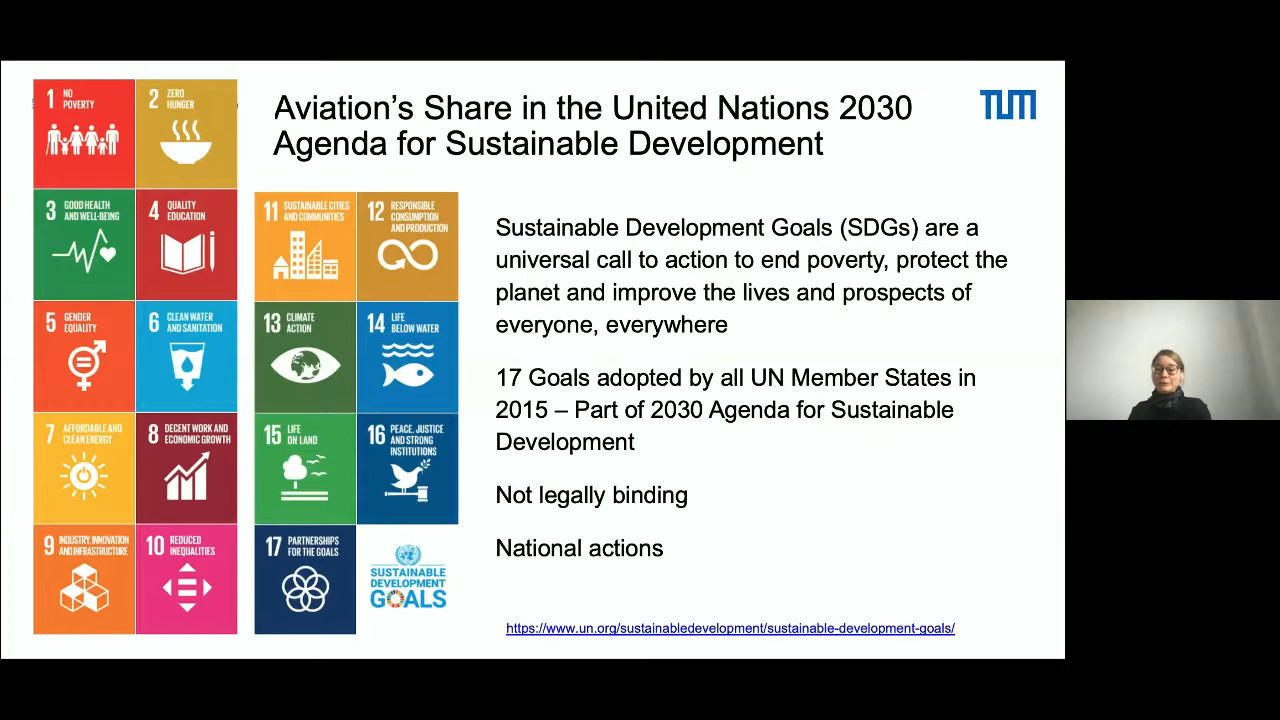 Aviation's Share in the United Nations 2030
Agenda for Sustainable Development
TUM
1 NO
POVERTY
2 ZERO
HUNGER
3 GOOD HEALTH
AND WELL-BEING
4 QUALITY
EDUCATION
5 GENDER
EQUALITY
6 CLEAN WATER
AND SANITATION
7 AFFORDABLE AND
CLEAN ENERGY
8 DECENT WORK AND
ECONOMIC GROWTH
9 INDUSTRY, INNOVATION
AND INFRASTRUCTURE
10 REDUCED
INEQUALITIES
11 SUSTAINABLE CITIES
AND COMMUNITIES
12 RESPONSIBLE
CONSUMPTION
AND PRODUCTION
13 CLIMATE
ACTION
14 LIFE
BELOW WATER
15 LIFE
ON LAND
16 PEACE, JUSTICE
AND STRONG
INSTITUTIONS
17 PARTNERSHIPS
FOR THE GOALS
SUSTAINABLE
DEVELOPMENT
GOALS
Sustainable Development Goals (SDGs) are a
universal call to action to end poverty, protect the
planet and improve the lives and prospects of
everyone, everywhere
17 Goals adopted by all UN Member States in
2015 – Part of 2030 Agenda for Sustainable
Development
Not legally binding
National actions
https://www.un.org/sustainabledevelopment/sustainable-development-goals/